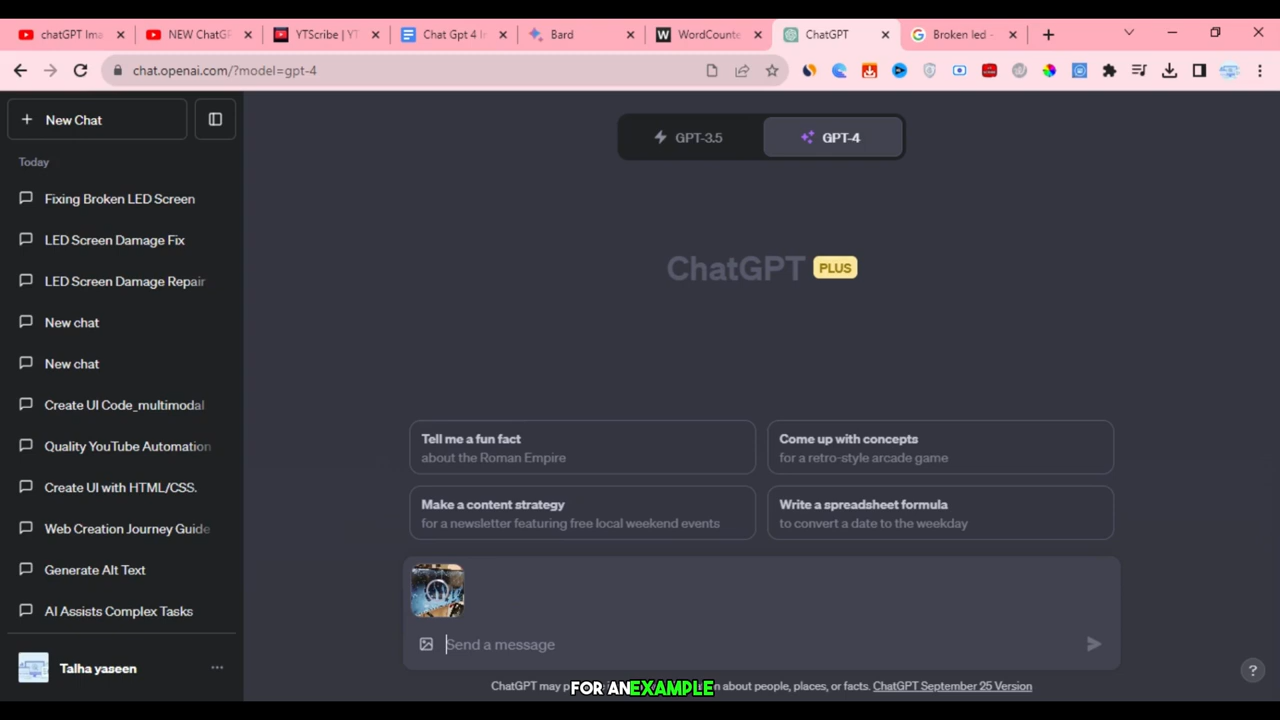 chatGPT Ima
NEW ChatGP
YTScribe | YT
Chat Gpt 4 I
Bard
WordCounte
ChatGPT
Broken led -
chat.openai.com/?model=gpt-4
New Chat
GPT-3.5
GPT-4
Today
Fixing Broken LED Screen
LED Screen Damage Fix
LED Screen Damage Repair
New chat
New chat
Create UI Code_multimodal
Quality YouTube Automation
Create UI with HTML/CSS.
Web Creation Journey Guide
Generate Alt Text
AI Assists Complex Tasks
Talha yaseen
ChatGPT PLUS
Tell me a fun fact
about the Roman Empire
Come up with concepts
for a retro-style arcade game
Make a content strategy
for a newsletter featuring free local weekend events
Write a spreadsheet formula
to convert a date to the weekday
Send a message
FOR AN EXAMPLE
ChatGPT may p n about people, places, or facts. ChatGPT September 25 Version
?